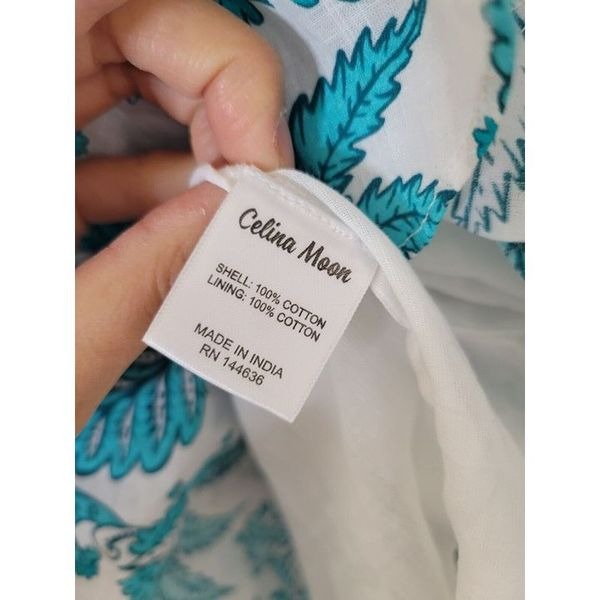 Celina Moon
SHELL: 100% COTTON
LINING: 100% COTTON
MADE IN INDIA
RN 144636